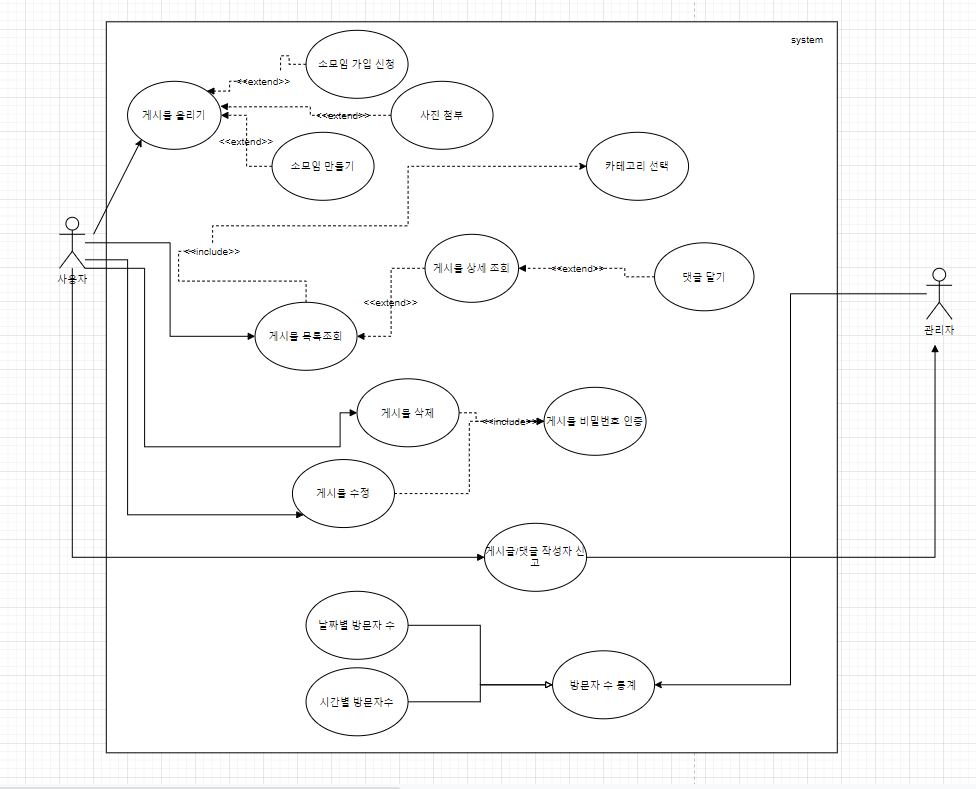 system
소모임 가입 신청
<<extend>>
게시물 올리기
<<extend>>
사진 첨부
<<extend>>
소모임 만들기
카테고리 선택
<<include>>
게시물 상세 조회
<<extend>>
댓글 달기
사용자
<<extend>>
관리자
게시물 목록조회
게시물 삭제
<<include>>
게시물 비밀번호 인증
게시물 수정
게시글/댓글 작성자 신
고
날짜별 방문자 수
방문자 수 통계
시간별 방문자수